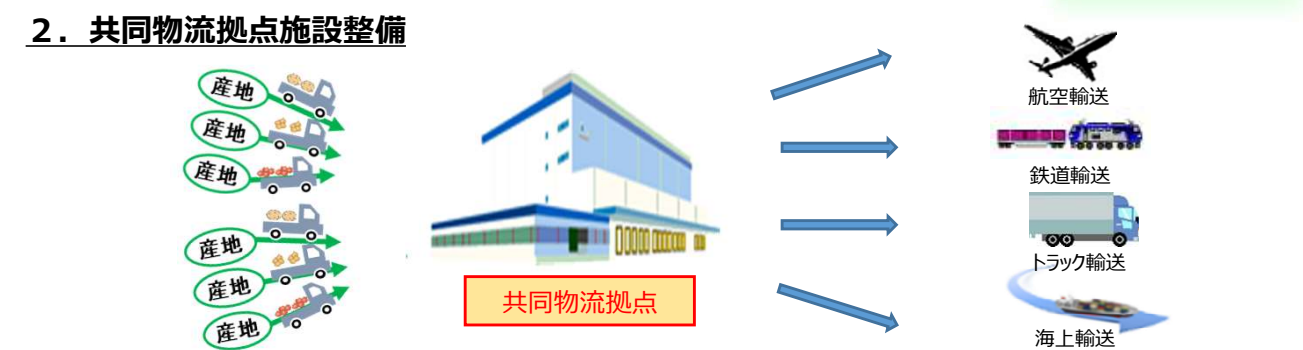 ２．共同物流拠点施設整備
産地
産地
産地
産地
産地
産地
共同物流拠点
航空輸送
鉄道輸送
トラック輸送
海上輸送